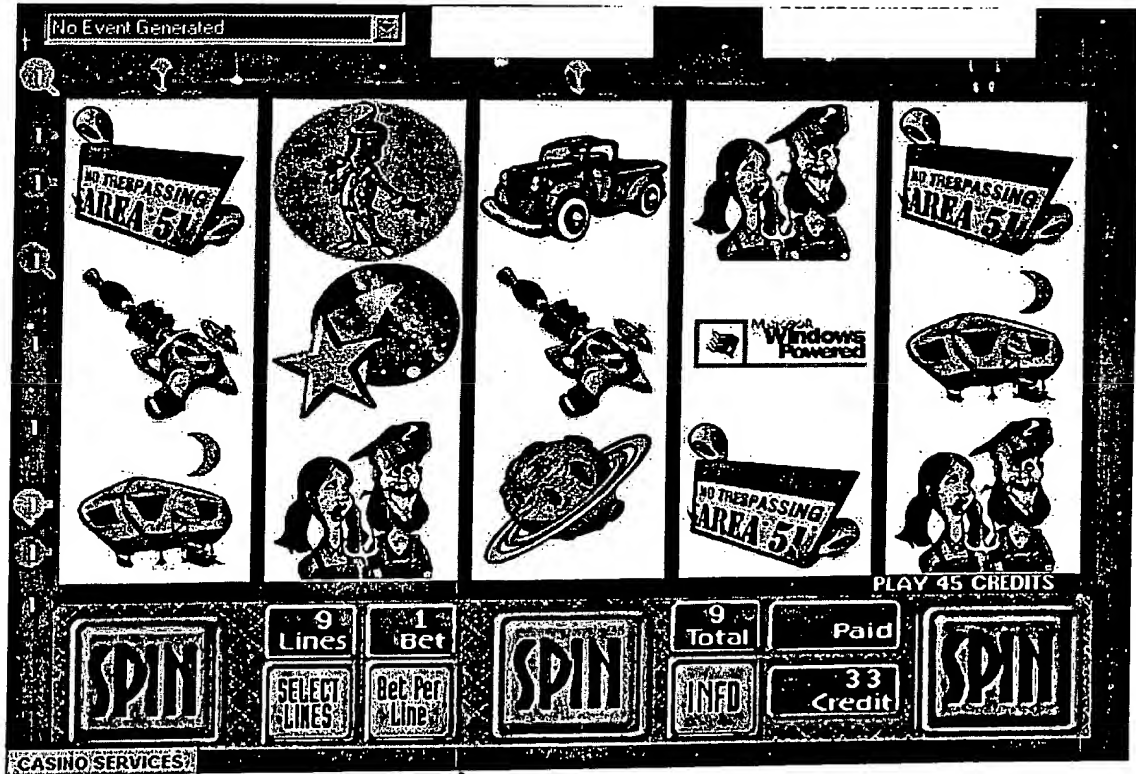 No Event Generated
NO TRESPASSING
AREA 51!
NO TRESPASSING
AREA 51!
Microsoft
Windows
Powered
NO TRESPASSING
AREA 51!
PLAY 45 CREDITS
SPIN
9
Lines
1
Bet
SELECT
LINES
Bet Per
Line
SPIN
9
Total
Paid
INFO
33
Credit
SPIN
CASINO SERVICES